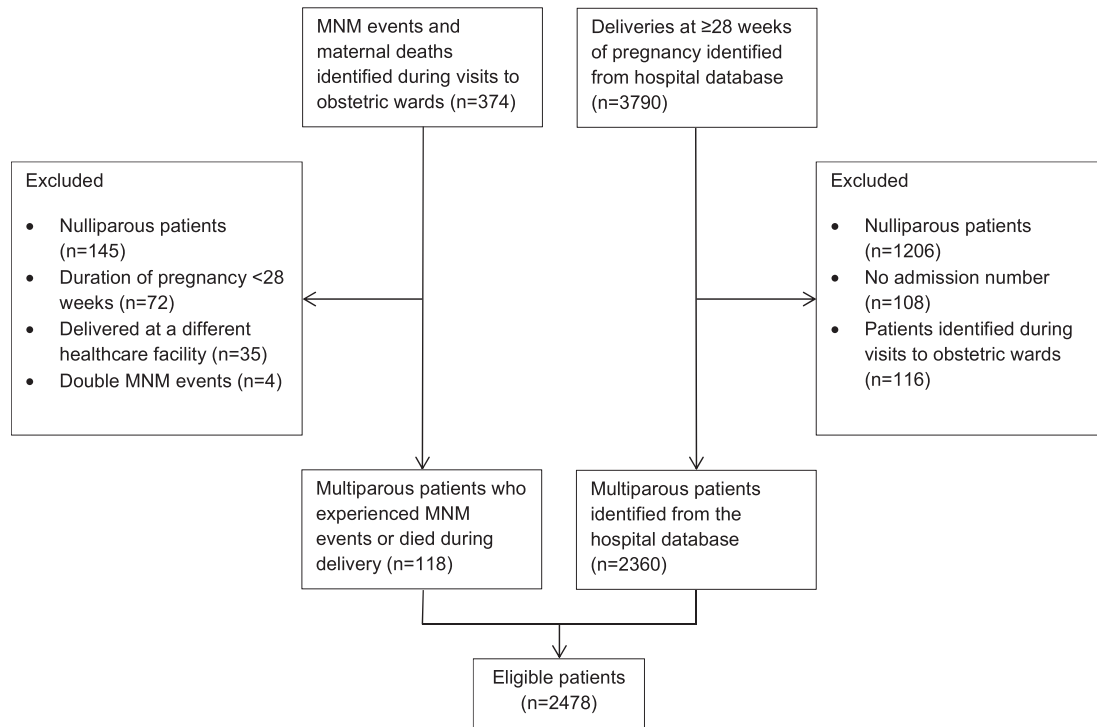 MNM events and
maternal deaths
identified during visits to
obstetric wards (n=374)
Deliveries at ≥28 weeks
of pregnancy identified
from hospital database
(n=3790)
Excluded
• Nulliparous patients
(n=145)
• Duration of pregnancy <28
weeks (n=72)
• Delivered at a different
healthcare facility (n=35)
• Double MNM events (n=4)
Excluded
• Nulliparous patients
(n=1206)
• No admission number
(n=108)
• Patients identified during
visits to obstetric wards
(n=116)
Multiparous patients who
experienced MNM
events or died during
delivery (n=118)
Multiparous patients
identified from the
hospital database
(n=2360)
Eligible patients
(n=2478)